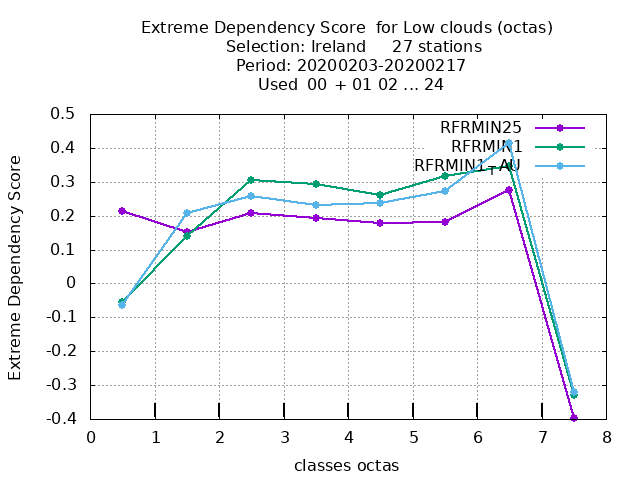 Extreme Dependency Score  for Low clouds (octas)
Selection: Ireland     27 stations
Period: 20200203-20200217
Used  00  + 01 02 ... 24
RFRMIN25
RFRMIN1
RFRMIN1+AU
Extreme Dependency Score
0.5
0.4
0.3
0.2
0.1
0
-0.1
-0.2
-0.3
-0.4
0 1 2 3 4 5 6 7 8
classes octas